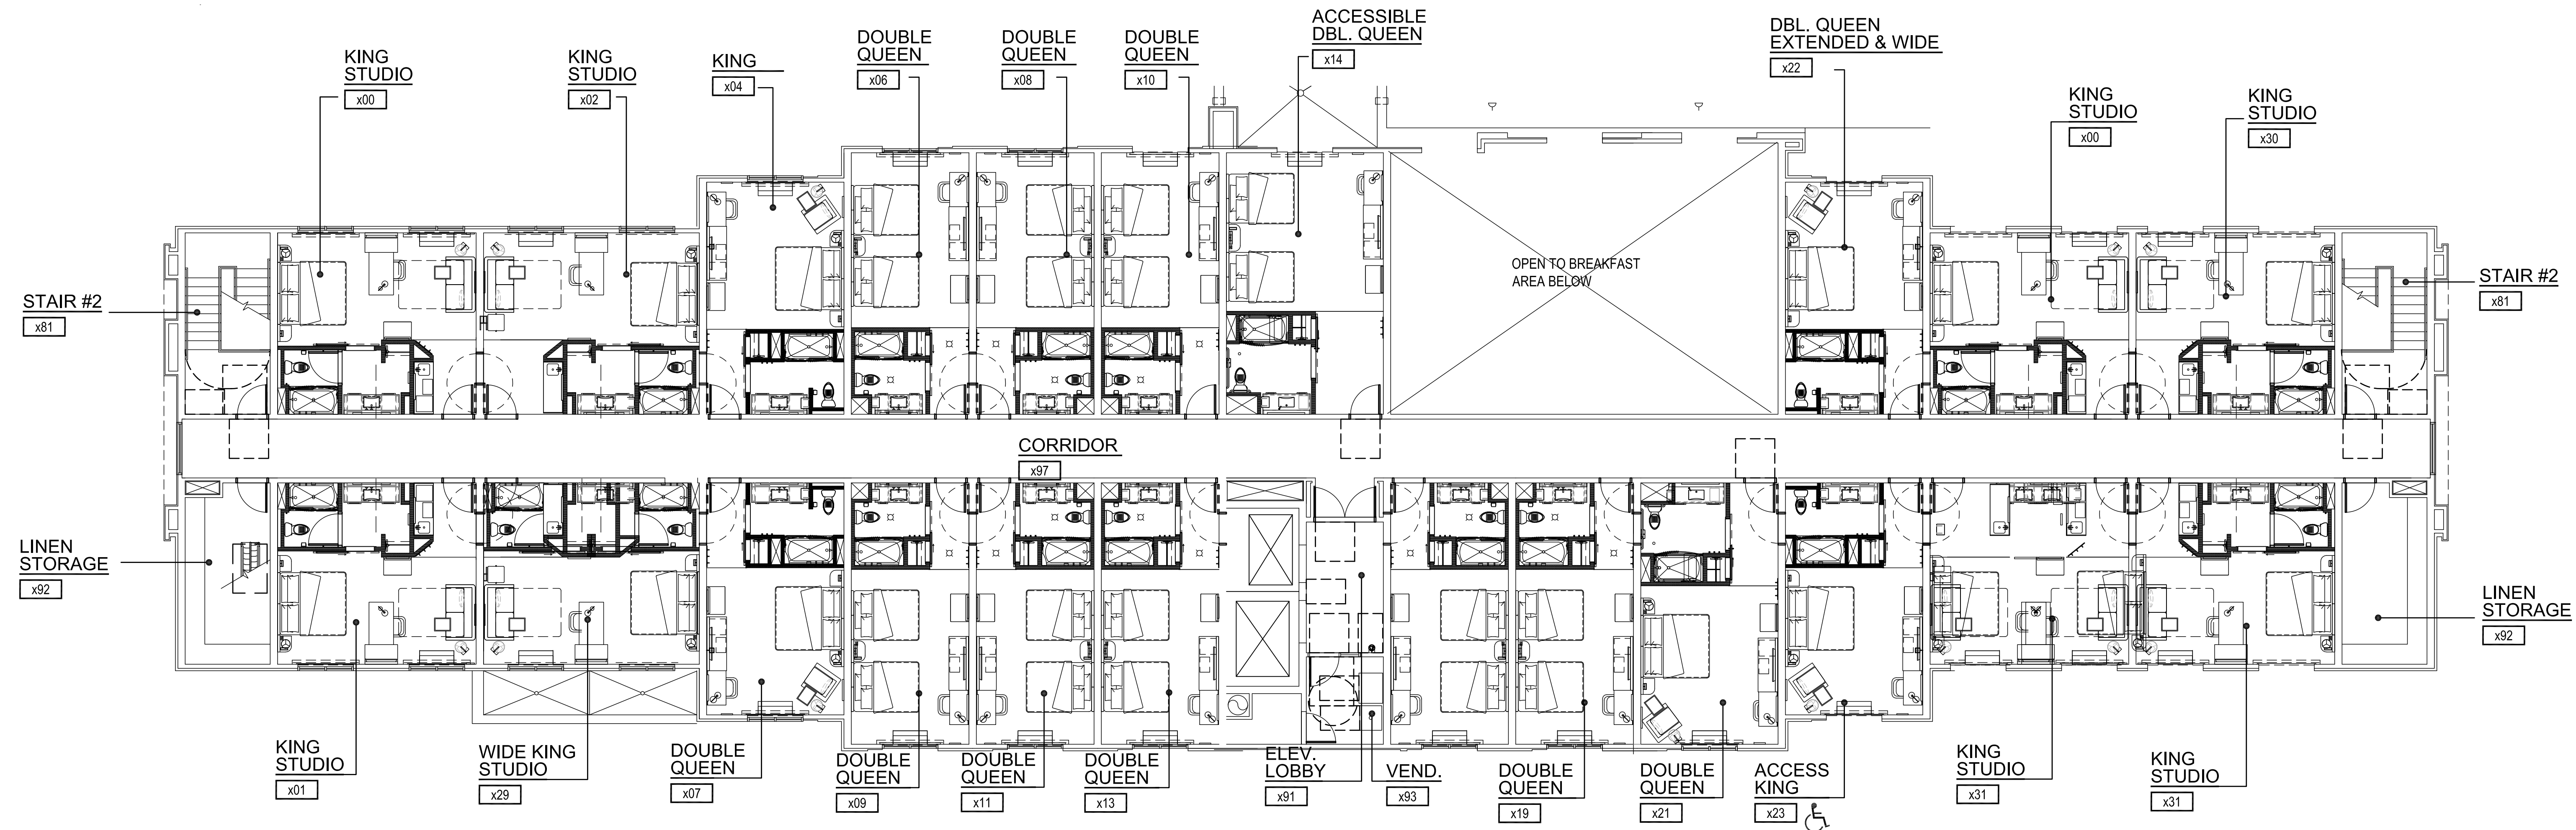 KING
STUDIO
x00
KING
STUDIO
x02
KING
x04
DOUBLE
QUEEN
x06
DOUBLE
QUEEN
x08
DOUBLE
QUEEN
x10
ACCESSIBLE
DBL. QUEEN
x14
DBL. QUEEN
EXTENDED & WIDE
x22
KING
STUDIO
x00
KING
STUDIO
x30
STAIR #2
x81
OPEN TO BREAKFAST
AREA BELOW
STAIR #2
x81
CORRIDOR
x97
LINEN
STORAGE
x92
LINEN
STORAGE
x92
KING
STUDIO
x01
WIDE KING
STUDIO
x29
DOUBLE
QUEEN
x07
DOUBLE
QUEEN
x09
DOUBLE
QUEEN
x11
DOUBLE
QUEEN
x13
ELEV.
LOBBY
x91
VEND.
x93
DOUBLE
QUEEN
x19
DOUBLE
QUEEN
x21
ACCESS
KING
x23
KING
STUDIO
x31
KING
STUDIO
x31